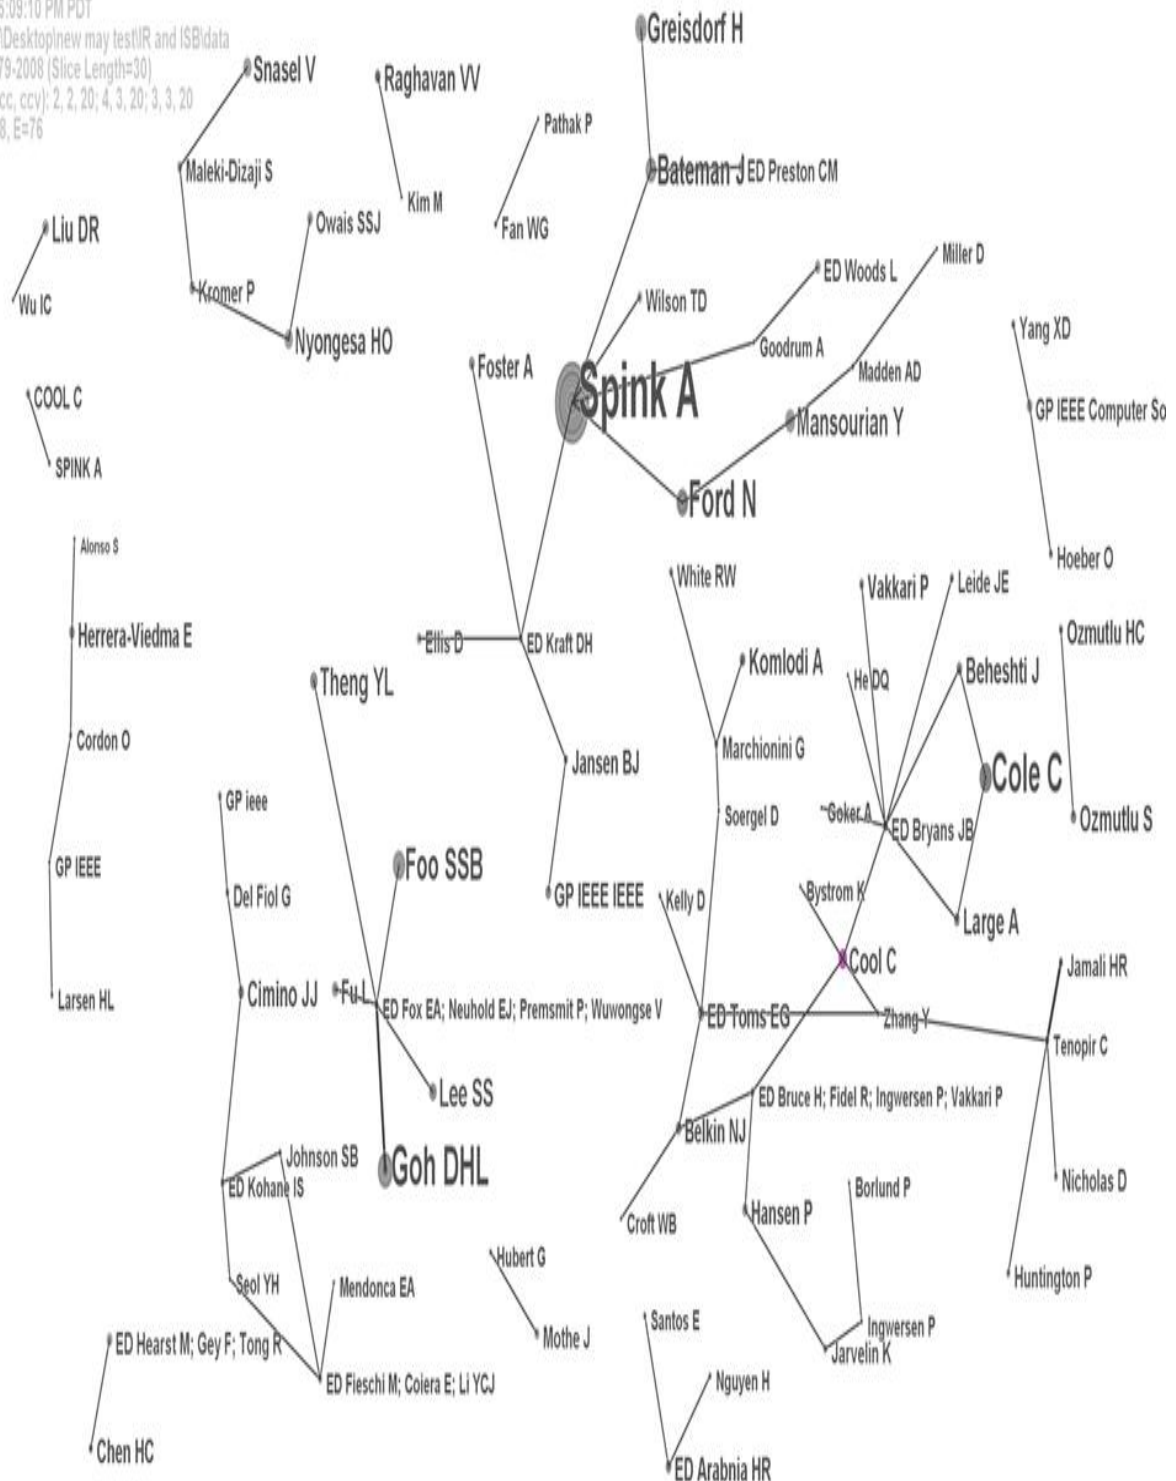 5:09:10 PM PDT
\Desktop\new may test\IR and ISB\data
79-2008 (Slice Length=30)
cc, ccv): 2, 2, 20; 4, 3, 20; 3, 3, 20
8, E=76
Greisdorf H
Snasel V
Raghavan VV
Pathak P
Maleki-Dizaji S
Bateman J
ED Preston CM
Kim M
Owais SSJ
Fan WG
Liu DR
Miller D
ED Woods L
Kromer P
Wilson TD
Wu IC
Yang XD
Nyongesa HO
Goodrum A
Foster A
Madden AD
Spink A
COOL C
GP IEEE Computer So
Mansourian Y
SPINK A
Ford N
Alonso S
Hoeber O
White RW
Vakkari P
Leide JE
Herrera-Viedma E
Ozmutlu HC
Ellis D
ED Kraft DH
Komlodi A
Beheshti J
Theng YL
He DQ
Cordon O
Marchionini G
Jansen BJ
Cole C
GP ieee
Soergel D
Goker A
Ozmutlu S
ED Bryans JB
GP IEEE
Foo SSB
Del Fiol G
GP IEEE IEEE
Kelly D
Bystrom K
Large A
Cool C
Jamali HR
Larsen HL
Cimino JJ
Fu L
ED Fox EA; Neuhold EJ; Premsmit P; Wuwongse V
ED Toms EG
Zhang Y
Tenopir C
Lee SS
ED Bruce H; Fidel R; Ingwersen P; Vakkari P
Belkin NJ
Johnson SB
Goh DHL
ED Kohane IS
Nicholas D
Borlund P
Hansen P
Croft WB
Hubert G
Huntington P
Seol YH
Mendonca EA
Santos E
Ingwersen P
ED Hearst M; Gey F; Tong R
Mothe J
Jarvelin K
ED Fieschi M; Coiera E; Li YCJ
Nguyen H
Chen HC
ED Arabnia HR